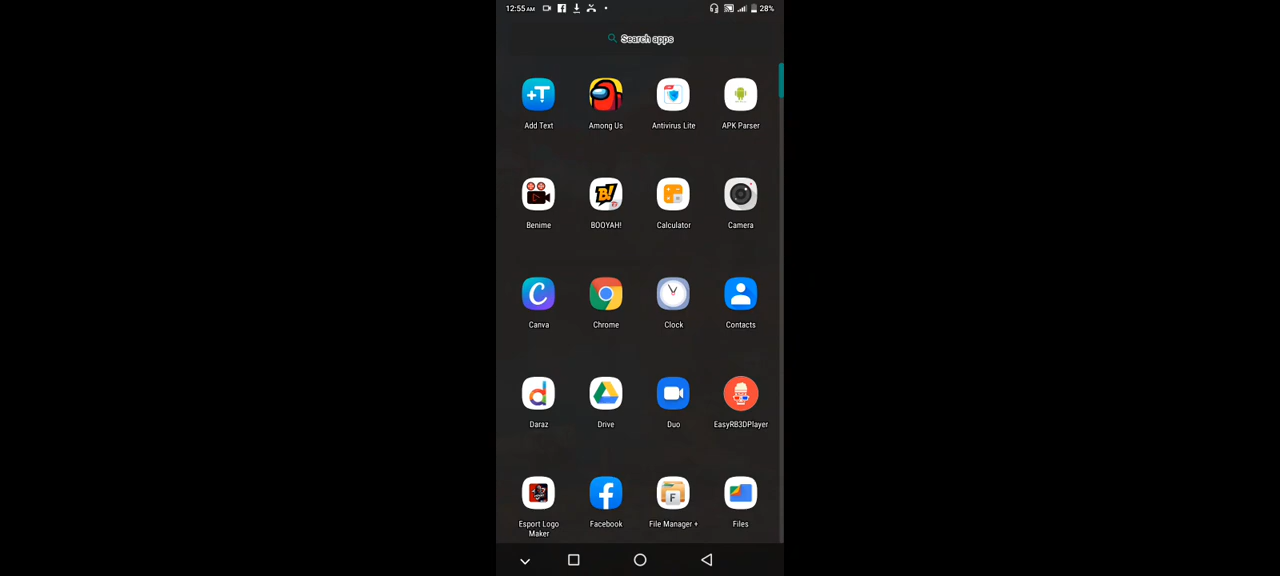 12:55 AM
28%
Search apps
+T
Add Text
Among Us
Antivirus Lite
APK Parser
Benime
B!
BOOYAH!
Calculator
Camera
C
Canva
Chrome
Clock
Contacts
d
Daraz
Drive
Duo
EasyRB3DPlayer
Esport Logo
Maker
f
Facebook
F
File Manager +
Files